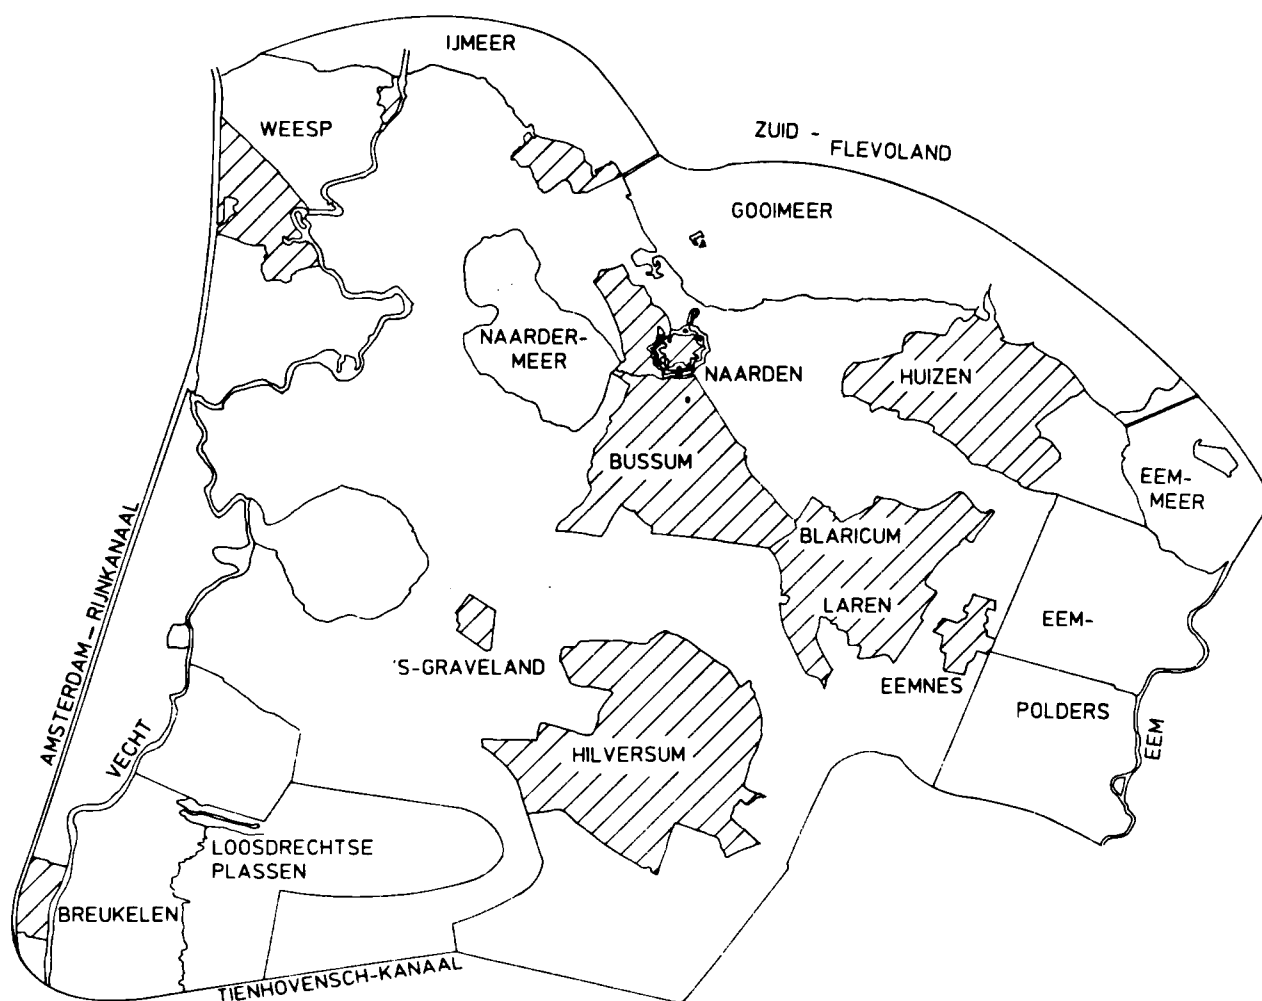 IJMEER
WEESP
ZUID -
FLEVOLAND
GOOIMEER
NAARDER-
MEER
NAARDEN
HUIZEN
BUSSUM
EEM-
MEER
BLARICUM
LAREN
EEM-
'S-GRAVELAND
EEMNES
POLDERS
AMSTERDAM - RIJNKANAAL
VECHT
HILVERSUM
EEM
LOOSDRECHTSE
PLASSEN
BREUKELEN
TIENHOVENSCH-KANAAL